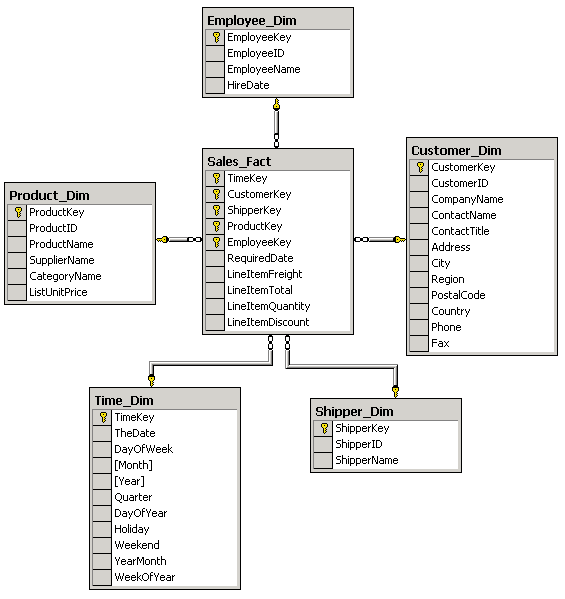 Employee_Dim
EmployeeKey
EmployeeID
EmployeeName
HireDate
Sales_Fact
TimeKey
CustomerKey
ShipperKey
ProductKey
EmployeeKey
RequiredDate
LineItemFreight
LineItemTotal
LineItemQuantity
LineItemDiscount
Customer_Dim
CustomerKey
CustomerID
CompanyName
ContactName
ContactTitle
Address
City
Region
PostalCode
Country
Phone
Fax
Product_Dim
ProductKey
ProductID
ProductName
SupplierName
CategoryName
ListUnitPrice
Time_Dim
TimeKey
TheDate
DayOfWeek
[Month]
[Year]
Quarter
DayOfYear
Holiday
Weekend
YearMonth
WeekOfYear
Shipper_Dim
ShipperKey
ShipperID
ShipperName